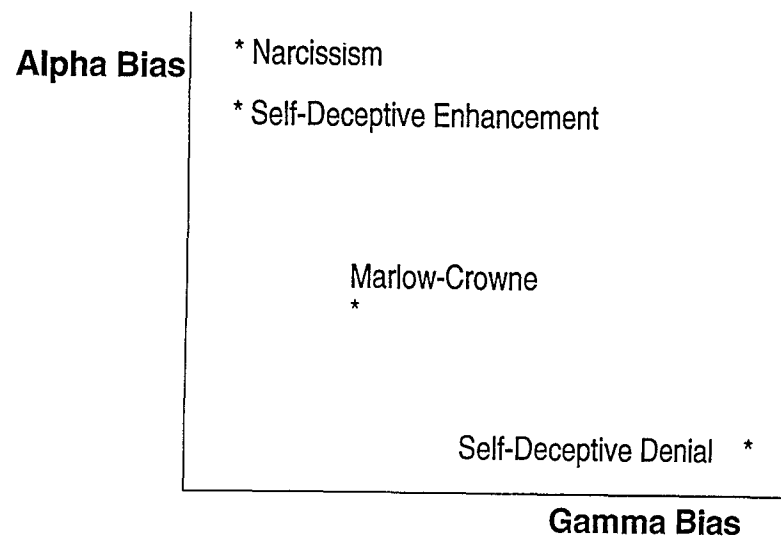 * Narcissism
Alpha Bias
* Self-Deceptive Enhancement
Marlow-Crowne
*
Self-Deceptive Denial *
Gamma Bias